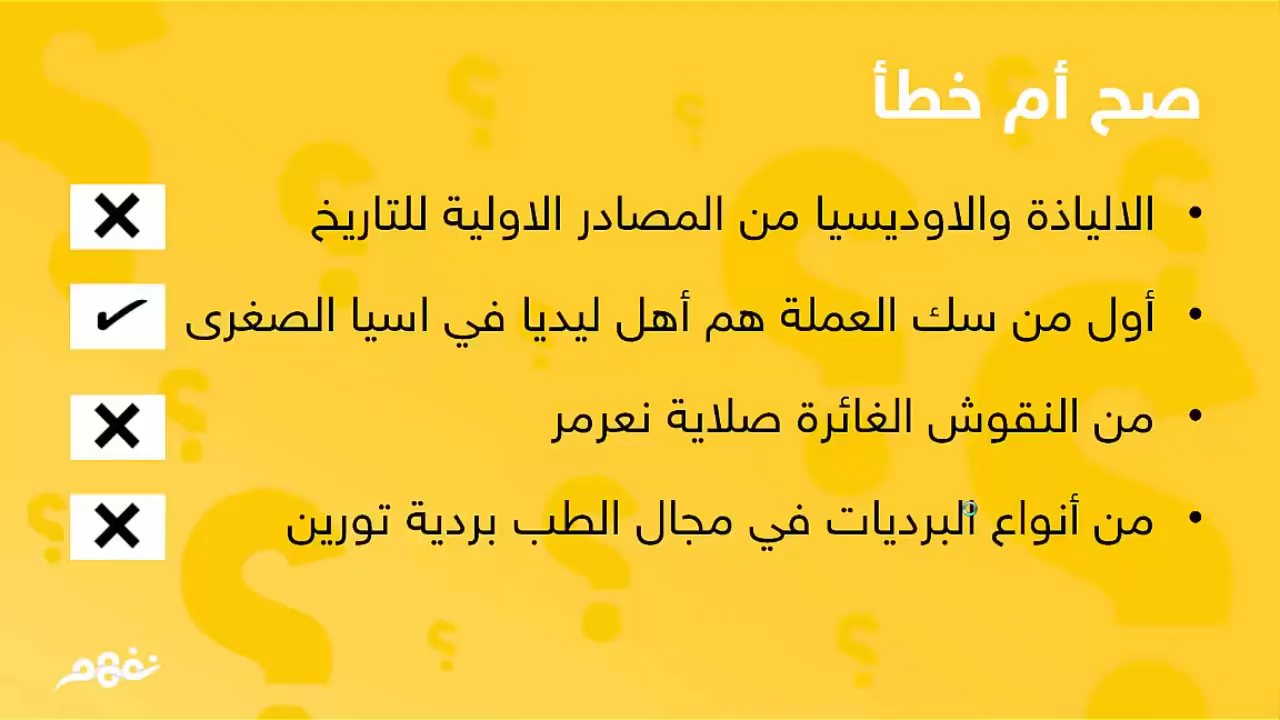 صح أم خطأ
• الالياذة والاوديسيا من المصادر الاولية للتاريخ ✕
• أول من سك العملة هم أهل ليديا في اسيا الصغرى ✓
• من النقوش الغائرة صلاية نعرمر ✕
• من أنواع البرديات في مجال الطب بردية تورين ✕
نفهم